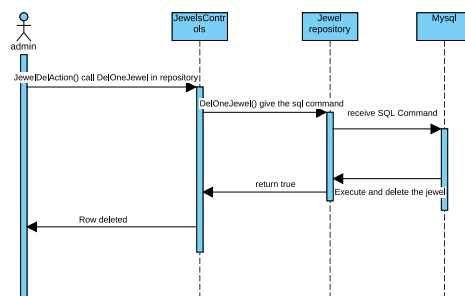 admin
JewelsContr
ols
Jewel
repository
Mysql
JewelDelAction() call DelOneJewel in repository
DelOneJewel() give the sql command
receive SQL Command
Execute and delete the jewel
return true
Row deleted